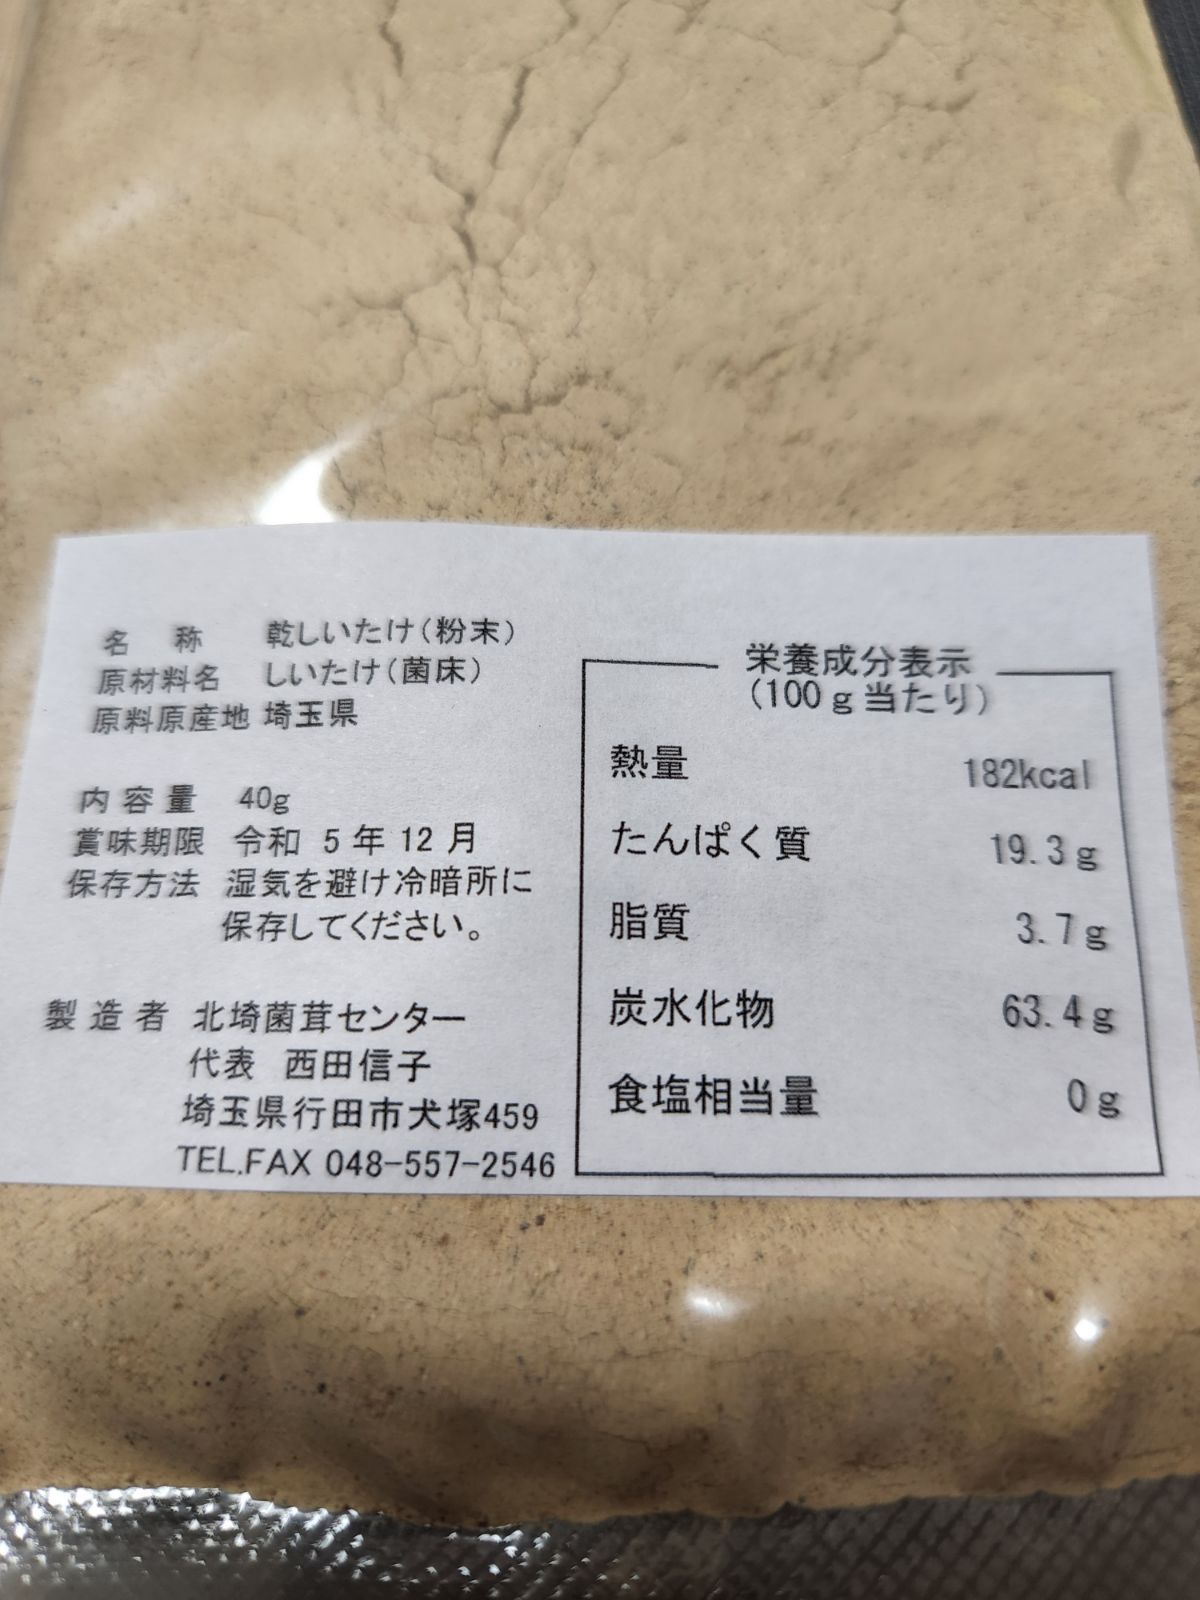 名 称 乾しいたけ(粉末)
原材料名 しいたけ(菌床)
原料原産地 埼玉県
内容量 40g
賞味期限 令和 5年12月
保存方法 湿気を避け冷暗所に
保存してください。
製造者 北埼菌茸センター
代表 西田信子
埼玉県行田市犬塚459
TEL.FAX 048-557-2546
栄養成分表示
(100g当たり)
熱量 182kcal
たんぱく質 19.3g
脂質 3.7g
炭水化物 63.4g
食塩相当量 0g